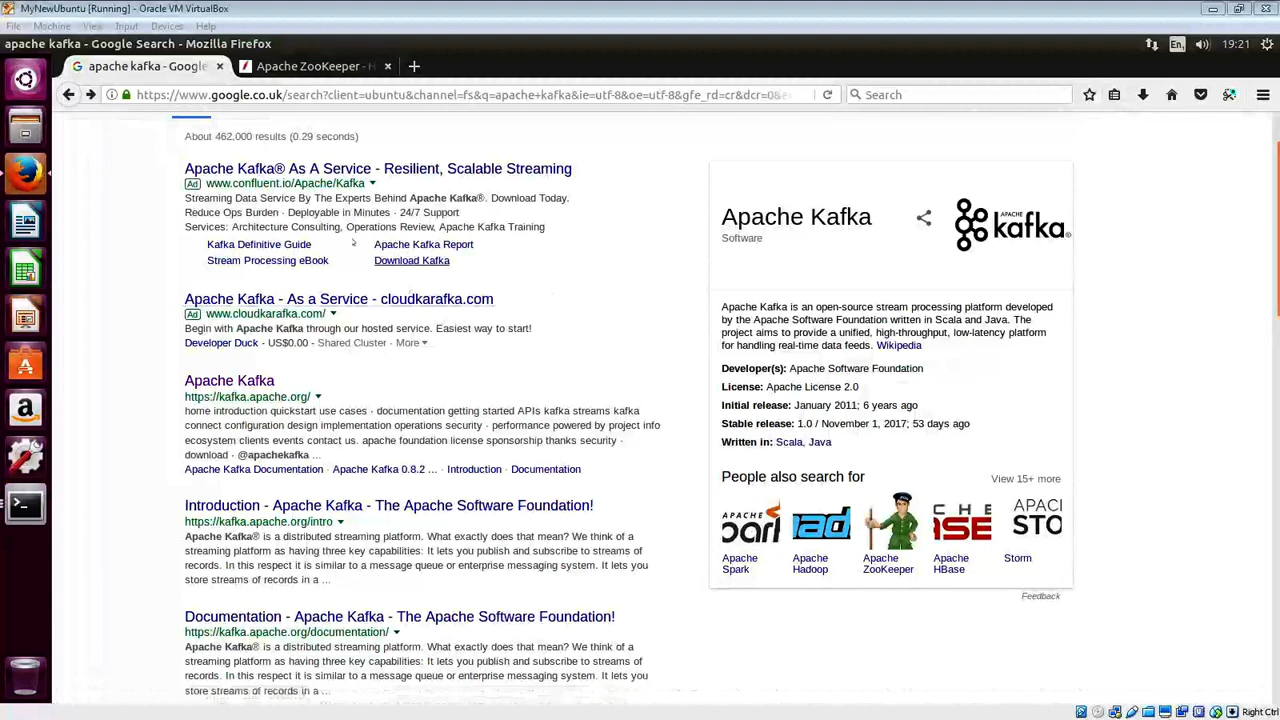 MyNewUbuntu [Running] - Oracle VM VirtualBox
File Machine View Input Devices Help
apache kafka - Google Search - Mozilla Firefox
En 19:21
apache kafka - Google
Apache ZooKeeper - H
https://www.google.co.uk/search?client=ubuntu&channel=fs&q=apache+kafka&ie=utf-8&oe=utf-8&gfe_rd=cr&dcr=0&
Search
About 462,000 results (0.29 seconds)
Apache Kafka® As A Service - Resilient, Scalable Streaming
Ad www.confluent.io/Apache/Kafka
Streaming Data Service By The Experts Behind Apache Kafka®. Download Today.
Reduce Ops Burden · Deployable in Minutes · 24/7 Support
Services: Architecture Consulting, Operations Review, Apache Kafka Training
Kafka Definitive Guide Apache Kafka Report
Stream Processing eBook Download Kafka
Apache Kafka - As a Service - cloudkarafka.com
Ad www.cloudkarafka.com/
Begin with Apache Kafka through our hosted service. Easiest way to start!
Developer Duck - US$0.00 - Shared Cluster - More
Apache Kafka
https://kafka.apache.org/
home introduction quickstart use cases · documentation getting started APIs kafka streams kafka
connect configuration design implementation operations security · performance powered by project info
ecosystem clients events contact us. apache foundation license sponsorship thanks security ·
download · @apachekafka ...
Apache Kafka Documentation · Apache Kafka 0.8.2 ... · Introduction · Documentation
Introduction - Apache Kafka - The Apache Software Foundation!
https://kafka.apache.org/intro
Apache Kafka® is a distributed streaming platform. What exactly does that mean? We think of a
streaming platform as having three key capabilities: It lets you publish and subscribe to streams of
records. In this respect it is similar to a message queue or enterprise messaging system. It lets you
store streams of records in a ...
Documentation - Apache Kafka - The Apache Software Foundation!
https://kafka.apache.org/documentation/
Apache Kafka® is a distributed streaming platform. What exactly does that mean? We think of a
streaming platform as having three key capabilities: It lets you publish and subscribe to streams of
records. In this respect it is similar to a message queue or enterprise messaging system. It lets you
store streams of records in a ...
Apache Kafka
Software
APACHE
kafka®
Apache Kafka is an open-source stream processing platform developed
by the Apache Software Foundation written in Scala and Java. The
project aims to provide a unified, high-throughput, low-latency platform
for handling real-time data feeds. Wikipedia
Developer(s): Apache Software Foundation
License: Apache License 2.0
Initial release: January 2011; 6 years ago
Stable release: 1.0 / November 1, 2017; 53 days ago
Written in: Scala, Java
People also search for
View 15+ more
APACHE
Apache Spark
Apache Hadoop
Apache ZooKeeper
Apache HBase
Storm
Feedback
Right Ctrl